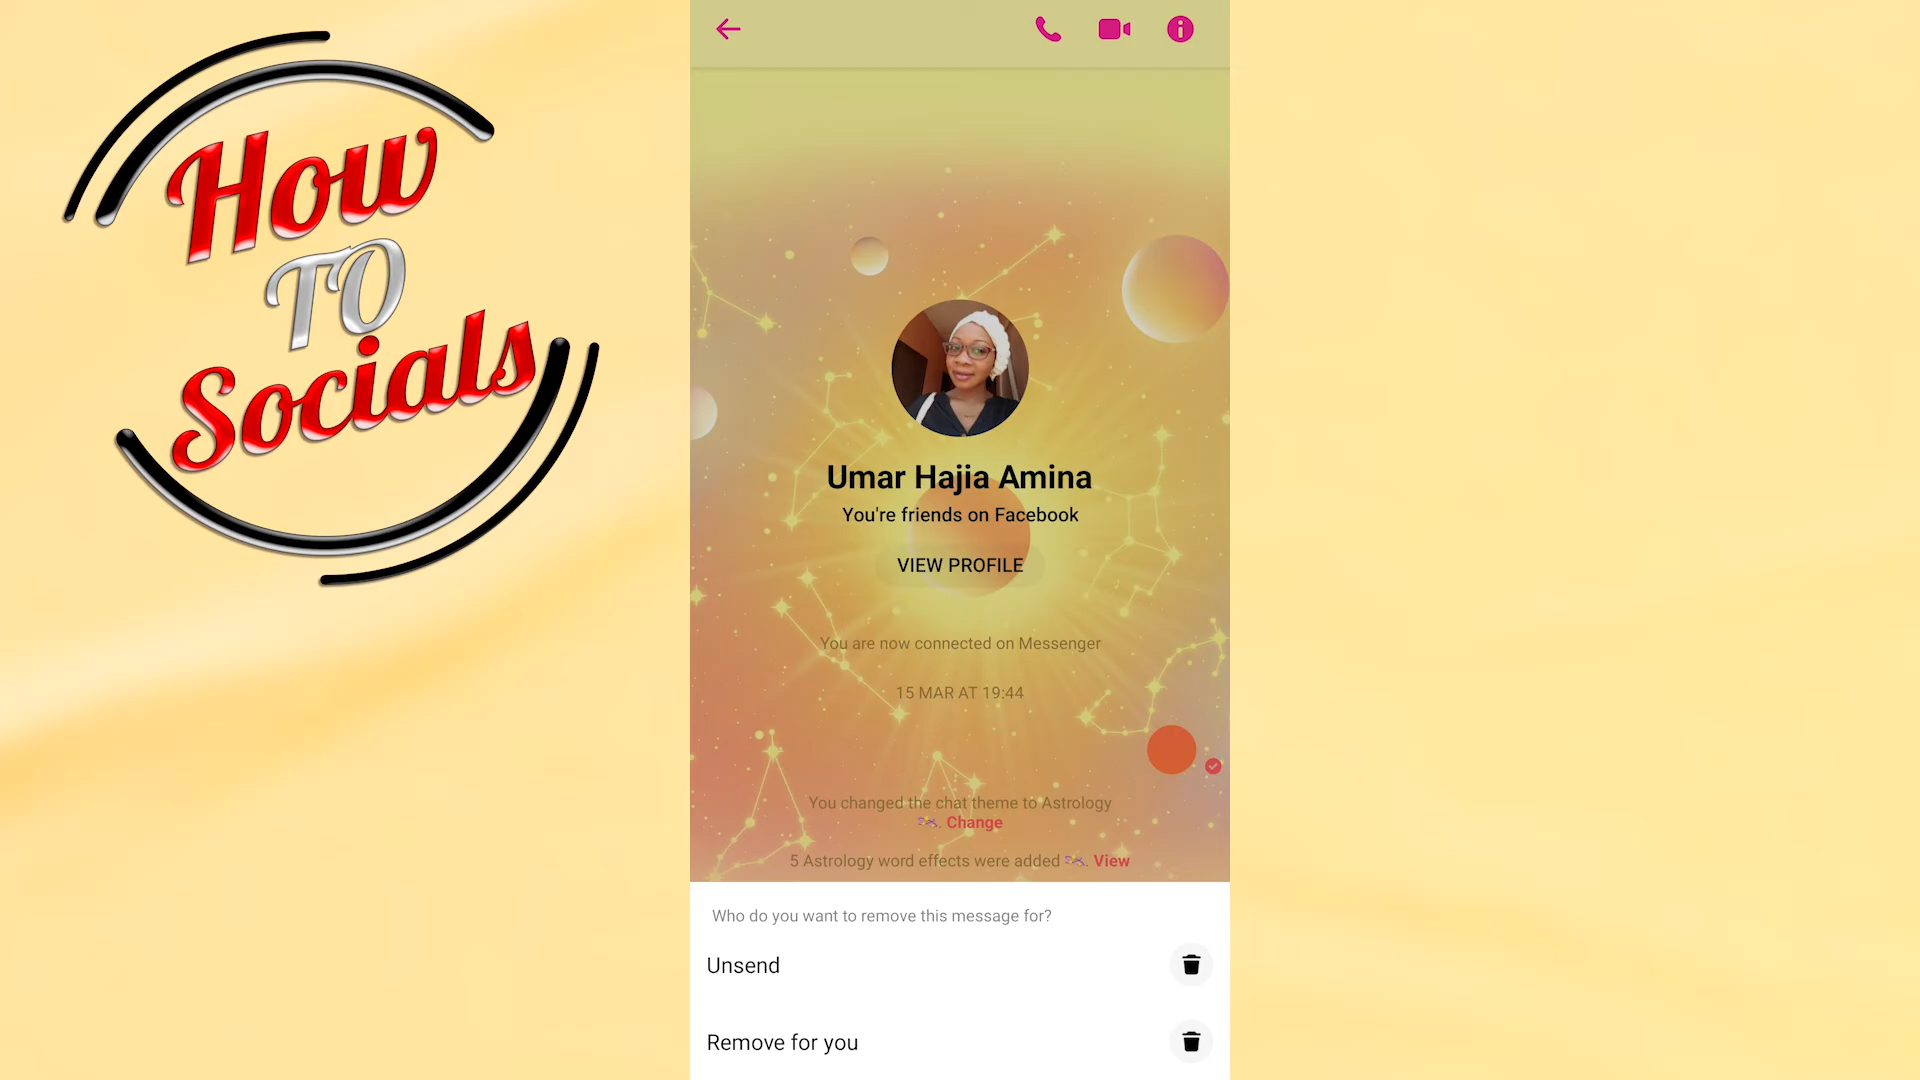 How
TO
Socials
Umar Hajia Amina
You're friends on Facebook
VIEW PROFILE
You are now connected on Messenger
15 MAR AT 19:44
You changed the chat theme to Astrology
. Change
5 Astrology word effects were added . View
Who do you want to remove this message for?
Unsend
Remove for you